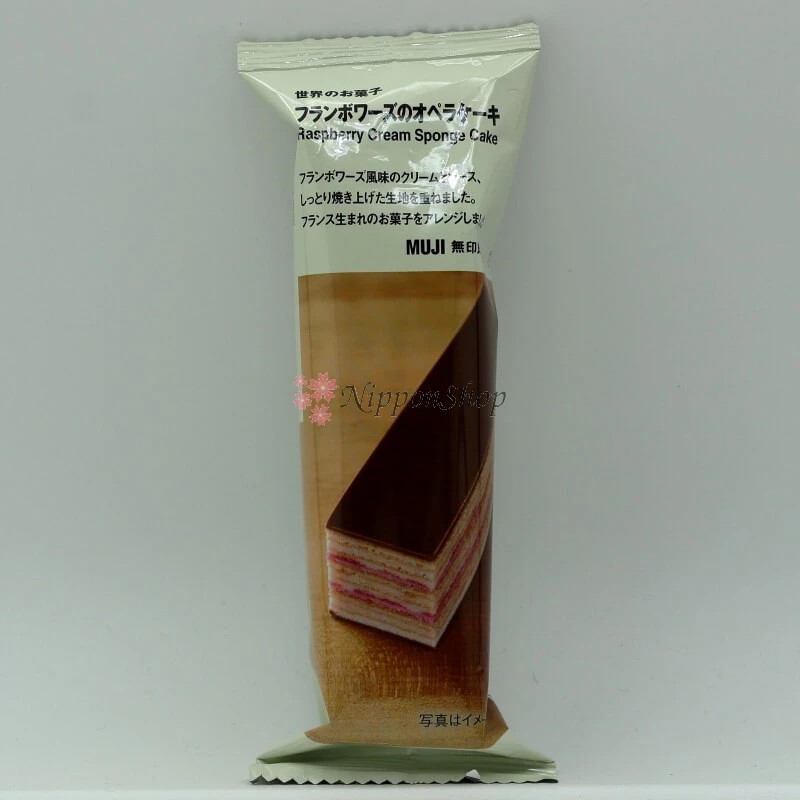 世界のお菓子
フランボワーズのオペラケーキ
Raspberry Cream Sponge Cake
フランボワーズ風味のクリームとソース、
しっとり焼き上げた生地を重ねました。
フランス生まれのお菓子をアレンジしま
MUJI 無印
NipponShop
写真はイメー